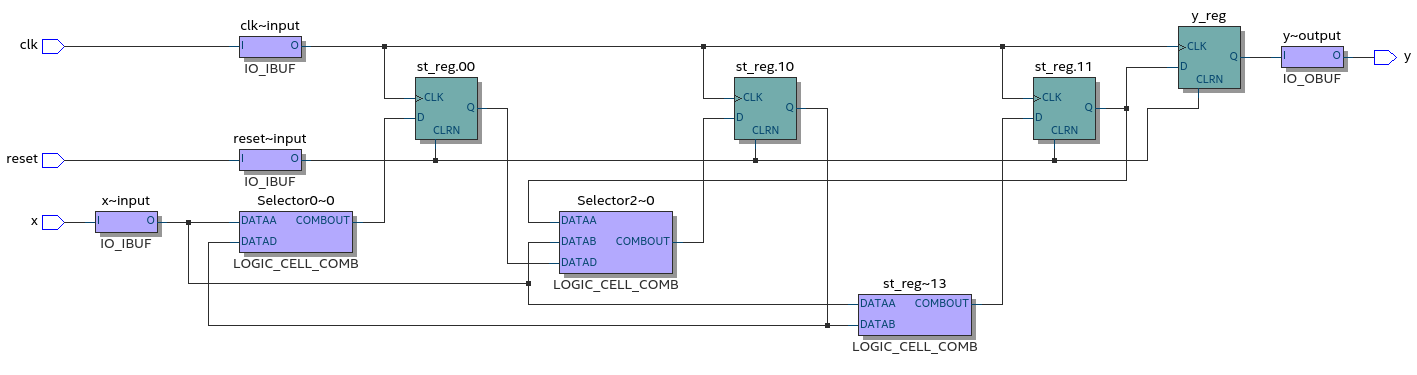 y_reg
clk~input
y~output
clk
I
O
CLK
Q
I
O
y
D
IO_IBUF
st_reg.00
st_reg.10
st_reg.11
CLRN
IO_OBUF
CLK
Q
CLK
Q
CLK
Q
D
D
D
CLRN
CLRN
CLRN
reset~input
reset
I
O
IO_IBUF
x~input
Selector0~0
Selector2~0
x
I
O
DATAA
COMBOUT
DATAA
IO_IBUF
DATAD
DATAB
COMBOUT
LOGIC_CELL_COMB
DATAD
LOGIC_CELL_COMB
st_reg~13
DATAA
COMBOUT
DATAB
LOGIC_CELL_COMB